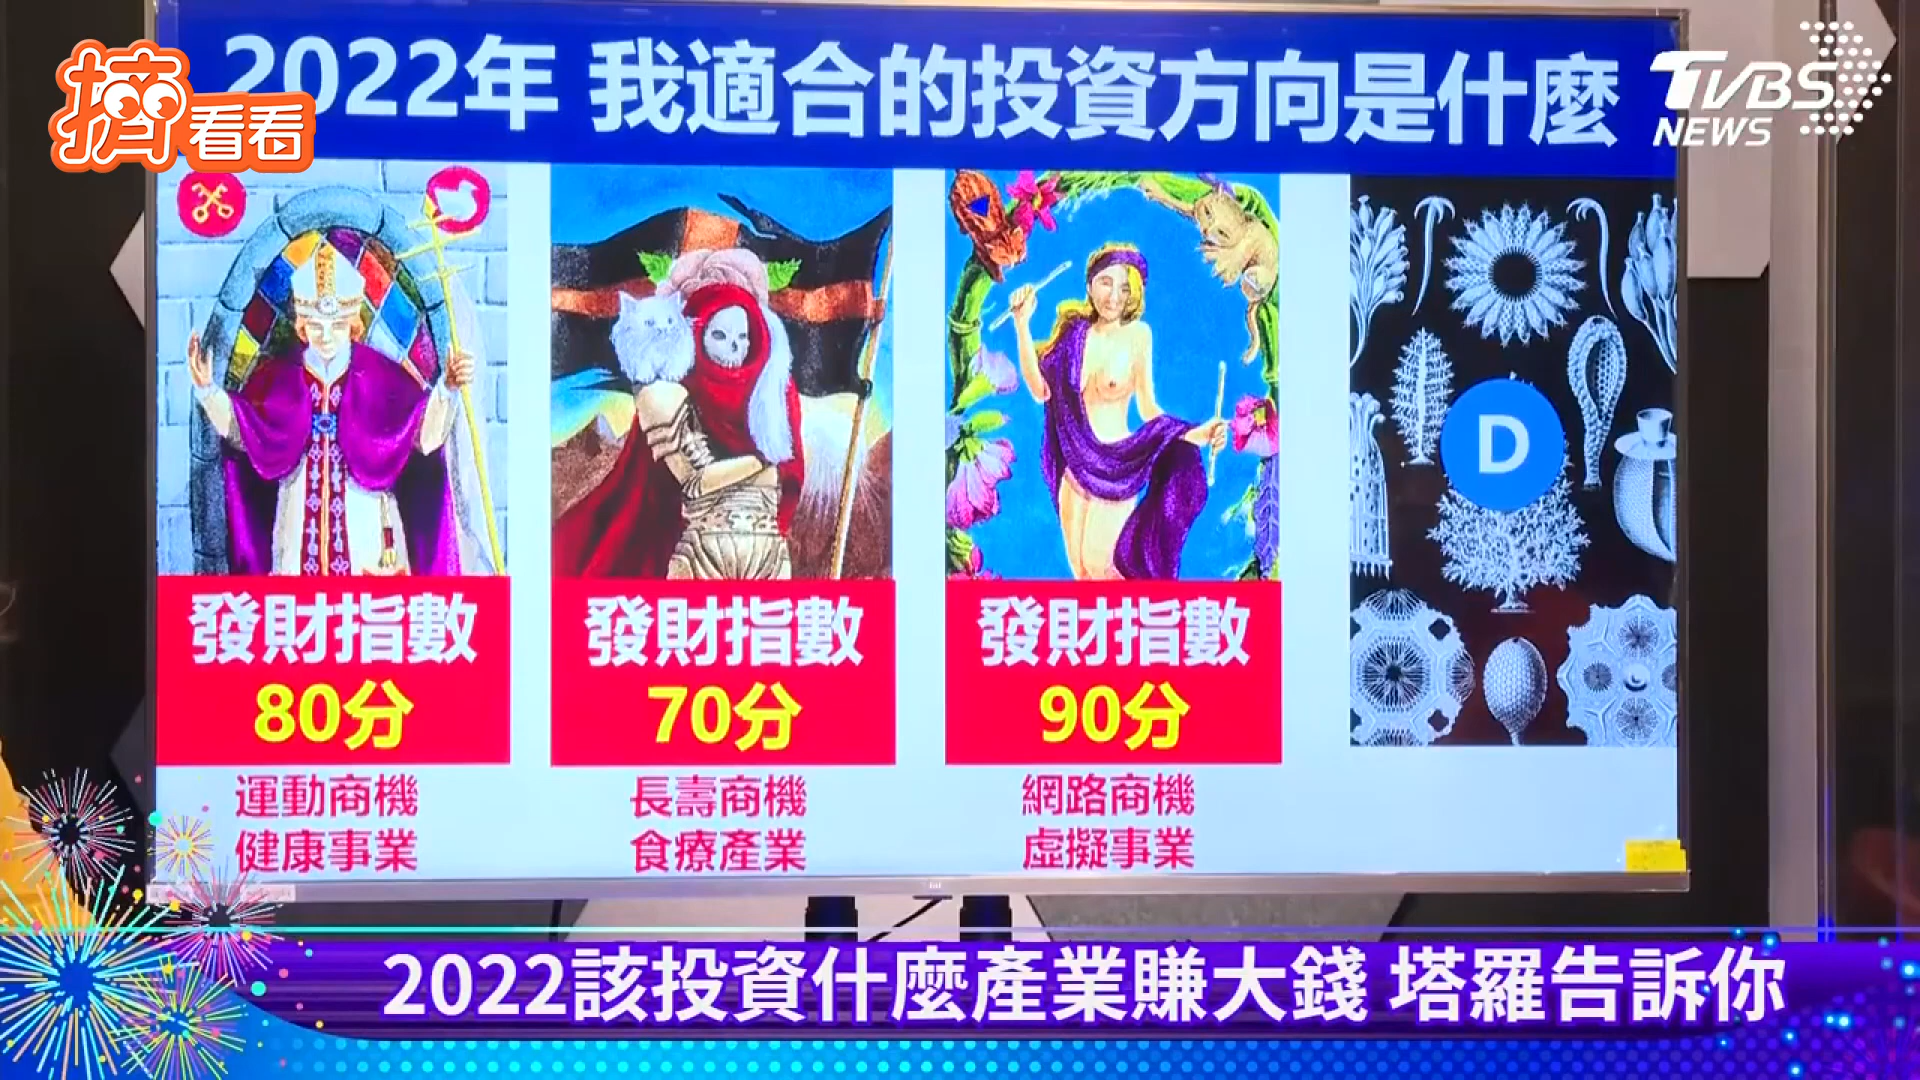 擠看看
2022年 我適合的投資方向是什麼
TVBS
NEWS
D
發財指數
80分
運動商機
健康事業
發財指數
70分
長壽商機
食療產業
發財指數
90分
網路商機
虛擬事業
2022該投資什麼產業賺大錢 塔羅告訴你